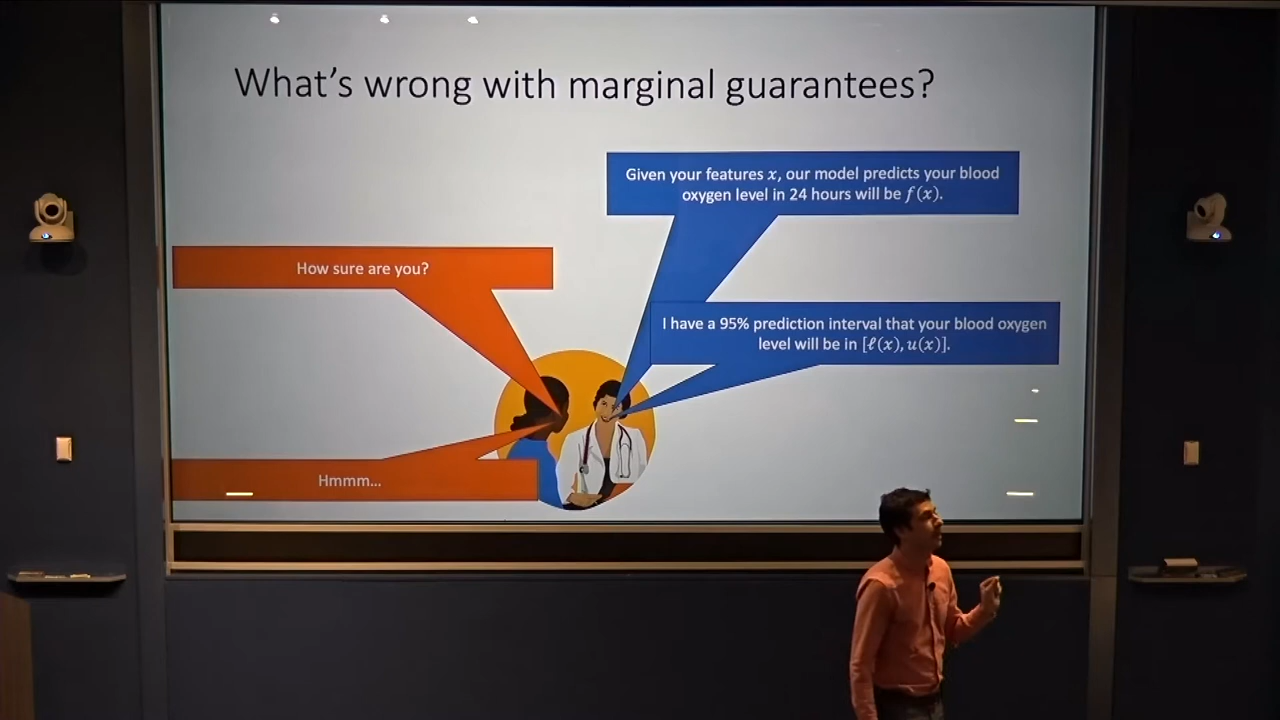 What's wrong with marginal guarantees?
Given your features x, our model predicts your blood
oxygen level in 24 hours will be f(x).
How sure are you?
I have a 95% prediction interval that your blood oxygen
level will be in [ℓ(x), u(x)].
Hmmm...